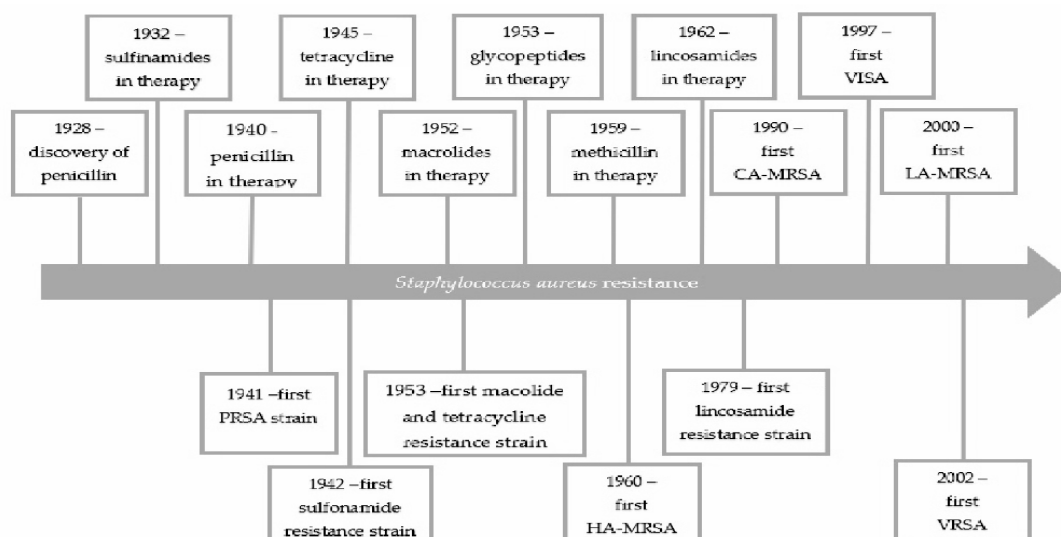 1932 –
sulfinamides
in therapy
1945 –
tetracycline
in therapy
1953 –
glycopeptides
in therapy
1962 –
lincosamides
in therapy
1997 –
first
VISA
1928 –
discovery of
penicillin
1940 -
penicillin
in therapy
1952 –
macrolides
in therapy
1959 –
methicillin
in therapy
1990 –
first
CA-MRSA
2000 – first
LA-MRSA
Staphylococcus aureus resistance
1941 –first
PRSA strain
1953 –first macolide
and tetracycline
resistance strain
1979 – first
lincosamide
resistance strain
1942 –first
sulfonamide
resistance strain
1960 –
first
HA-MRSA
2002 –
first
VRSA